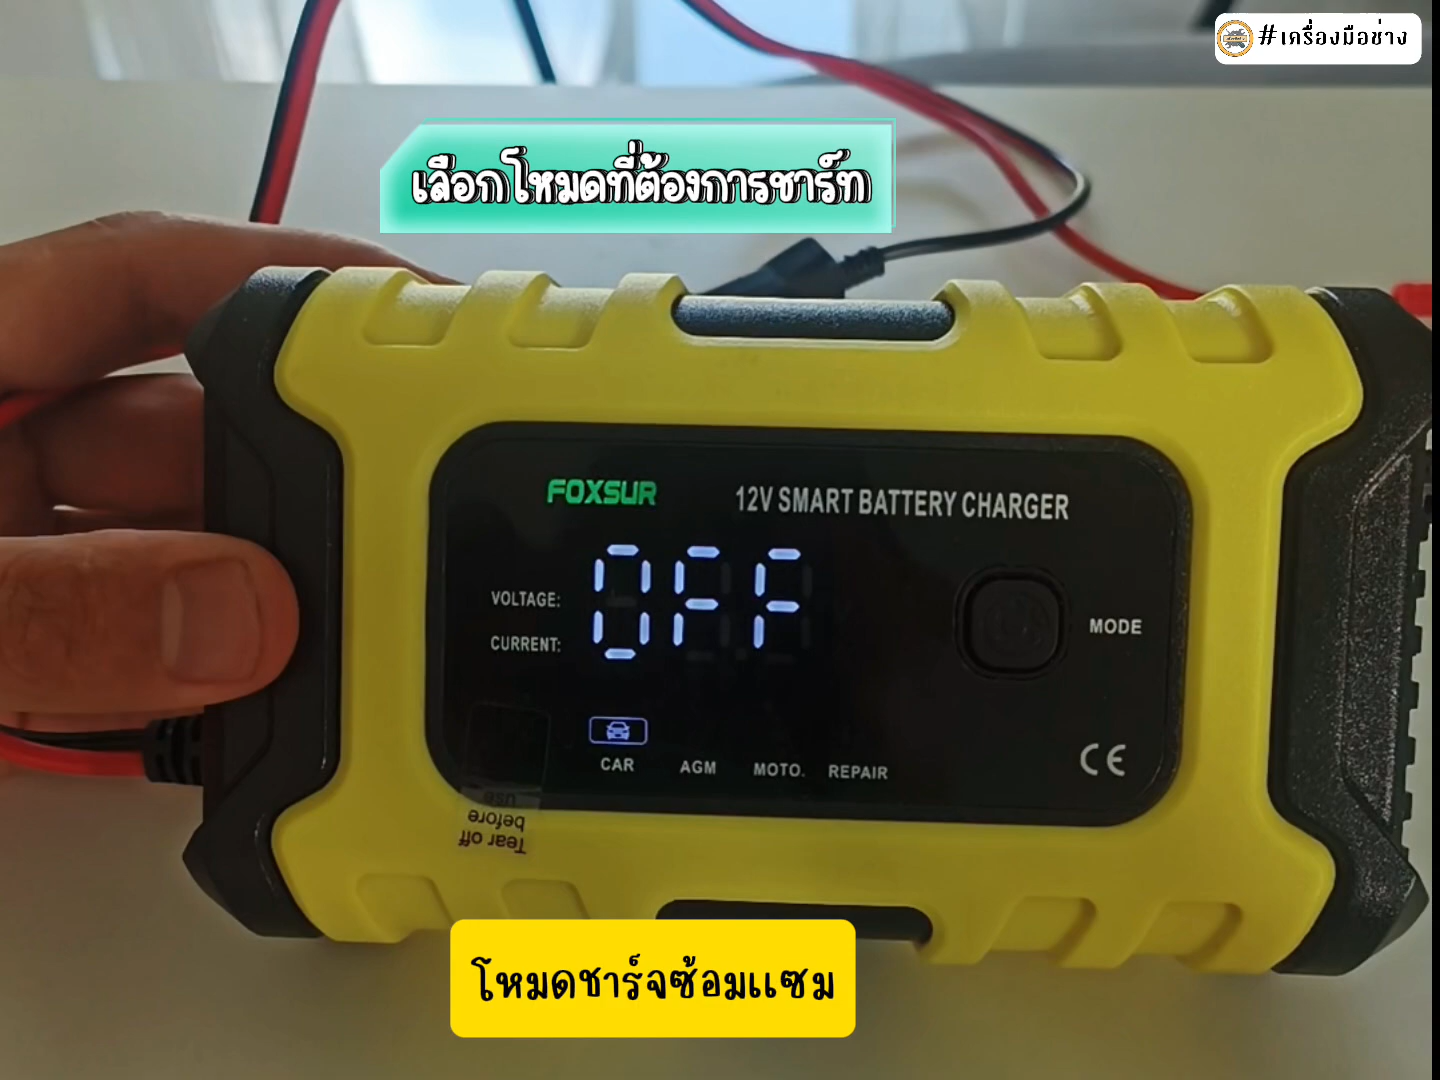 #เครื่องมือช่าง
เลือกโหมดที่ต้องการชาร์ท
FOXSUR
12V SMART BATTERY CHARGER
OFF
VOLTAGE:
CURRENT:
MODE
CAR AGM MOTO. REPAIR
CE
Tear off
before
use
โหมดชาร์จซ้อมแซม